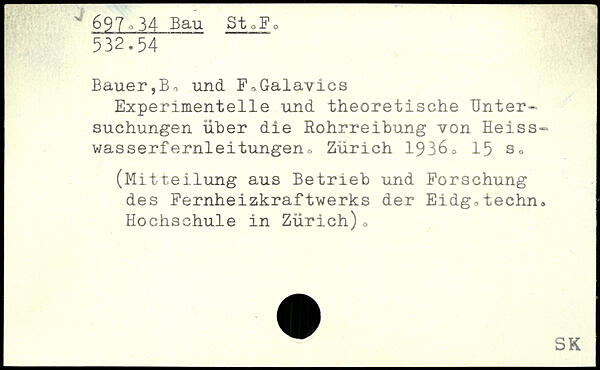 697.34 Bau St.F.
532.54
Bauer,B. und F.Galavics
Experimentelle und theoretische Unter-
suchungen über die Rohrreibung von Heiss-
wasserfernleitungen. Zürich 1936. 15 s.
(Mitteilung aus Betrieb und Forschung
des Fernheizkraftwerks der Eidg.techn.
Hochschule in Zürich).
SK